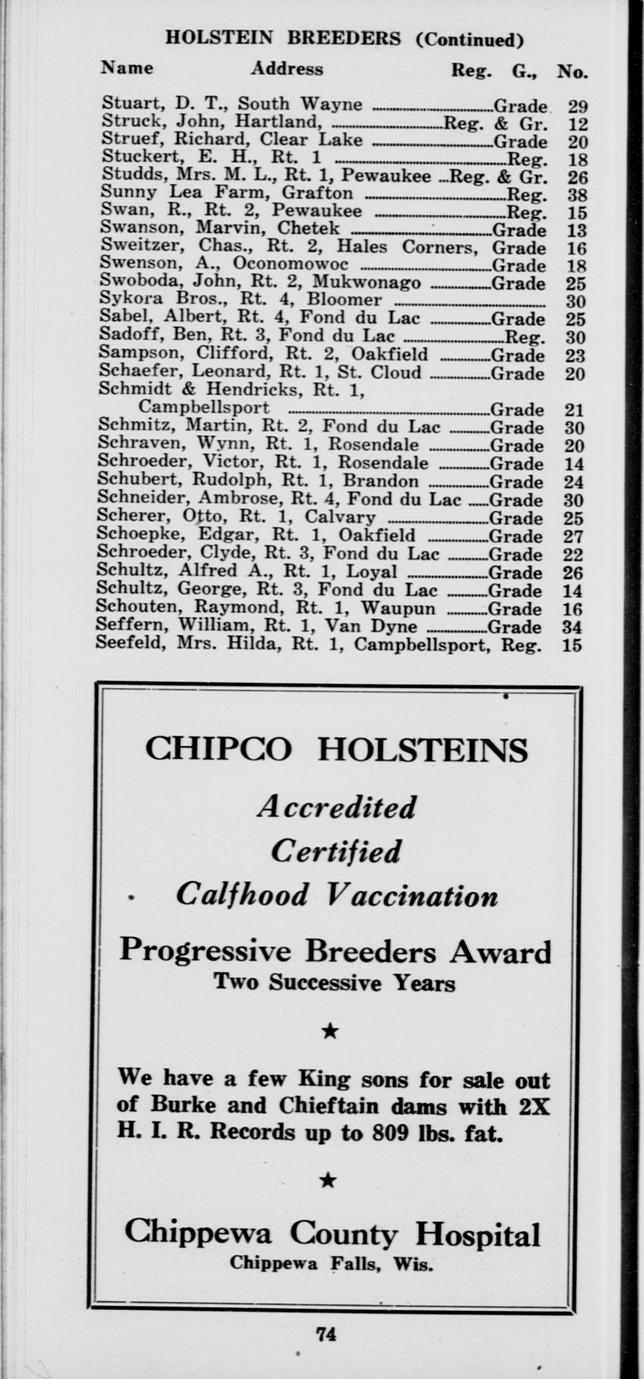 HOLSTEIN BREEDERS (Continued)
Name Address Reg. G., No.
Stuart, D. T., South Wayne ........Grade 29
Struck, John, Hartland, ........Reg. & Gr. 12
Struef, Richard, Clear Lake ........Grade 20
Stuckert, E. H., Rt. 1 ........Reg. 18
Studds, Mrs. M. L., Rt. 1, Pewaukee ...Reg. & Gr. 26
Sunny Lea Farm, Grafton ........Reg. 38
Swan, R., Rt. 2, Pewaukee ........Reg. 15
Swanson, Marvin, Chetek ........Grade 13
Sweitzer, Chas., Rt. 2, Hales Corners, Grade 16
Swenson, A., Oconomowoc ........Grade 18
Swoboda, John, Rt. 2, Mukwonago ........Grade 25
Sykora Bros., Rt. 4, Bloomer ........ 30
Sabel, Albert, Rt. 4, Fond du Lac ........Grade 25
Sadoff, Ben, Rt. 3, Fond du Lac ........Reg. 30
Sampson, Clifford, Rt. 2, Oakfield ........Grade 23
Schaefer, Leonard, Rt. 1, St. Cloud ........Grade 20
Schmidt & Hendricks, Rt. 1,
Campbellsport ........Grade 21
Schmitz, Martin, Rt. 2, Fond du Lac ........Grade 30
Schraven, Wynn, Rt. 1, Rosendale ........Grade 20
Schroeder, Victor, Rt. 1, Rosendale ........Grade 14
Schubert, Rudolph, Rt. 1, Brandon ........Grade 24
Schneider, Ambrose, Rt. 4, Fond du Lac ......Grade 30
Scherer, Otto, Rt. 1, Calvary ........Grade 25
Schoepke, Edgar, Rt. 1, Oakfield ........Grade 27
Schroeder, Clyde, Rt. 3, Fond du Lac ........Grade 22
Schultz, Alfred A., Rt. 1, Loyal ........Grade 26
Schultz, George, Rt. 3, Fond du Lac ........Grade 14
Schouten, Raymond, Rt. 1, Waupun ........Grade 16
Seffern, William, Rt. 1, Van Dyne ........Grade 34
Seefeld, Mrs. Hilda, Rt. 1, Campbellsport, Reg. 15
CHIPCO HOLSTEINS
Accredited
Certified
Calfhood Vaccination
Progressive Breeders Award
Two Successive Years
★
We have a few King sons for sale out
of Burke and Chieftain dams with 2X
H. I. R. Records up to 809 lbs. fat.
★
Chippewa County Hospital
Chippewa Falls, Wis.
74